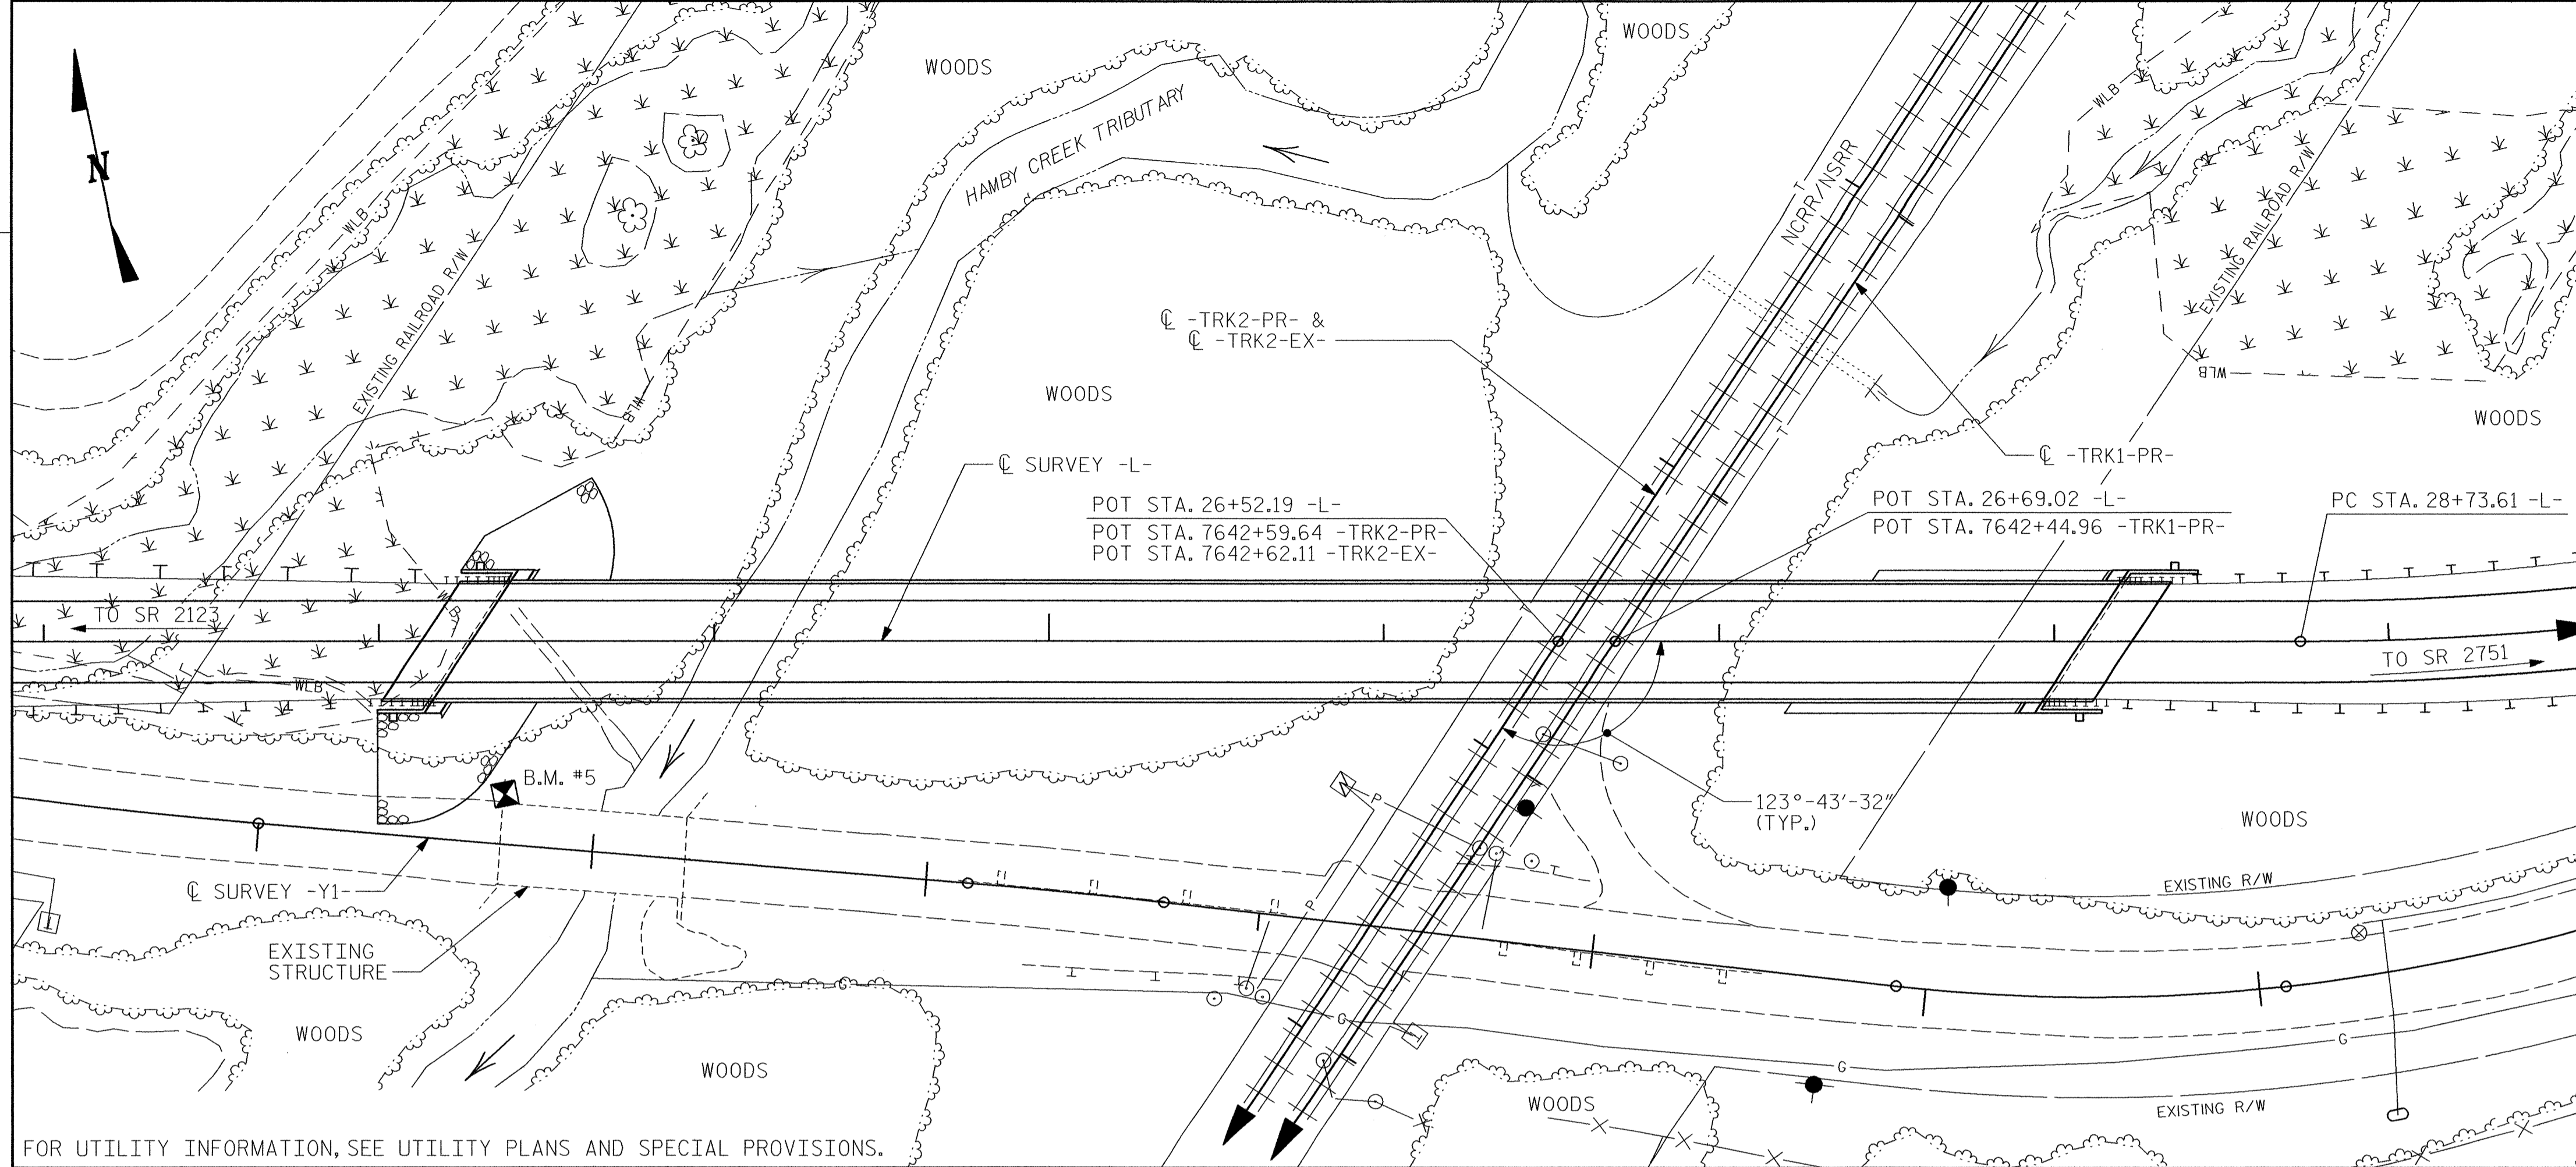 WOODS
WOODS
HAMBY CREEK TRIBUTARY
NCRR/NSRR
T
T
WLB
WLB
N
EXISTING RAILROAD R/W
EXISTING RAILROAD R/W
℄ -TRK2-PR- &
℄ -TRK2-EX-
WLB
WOODS
WLB
WOODS
T
℄ SURVEY -L-
℄ -TRK1-PR-
POT STA. 26+52.19 -L-
POT STA. 7642+59.64 -TRK2-PR-
POT STA. 7642+62.11 -TRK2-EX-
POT STA. 26+69.02 -L-
POT STA. 7642+44.96 -TRK1-PR-
PC STA. 28+73.61 -L-
TO SR 2123
WLB
TO SR 2751
WLB
B.M. #5
P
123°-43'-32"
(TYP.)
WOODS
℄ SURVEY -Y1-
EXISTING R/W
P
EXISTING
STRUCTURE
G
G
WOODS
G
G
WOODS
WOODS
EXISTING R/W
FOR UTILITY INFORMATION, SEE UTILITY PLANS AND SPECIAL PROVISIONS.